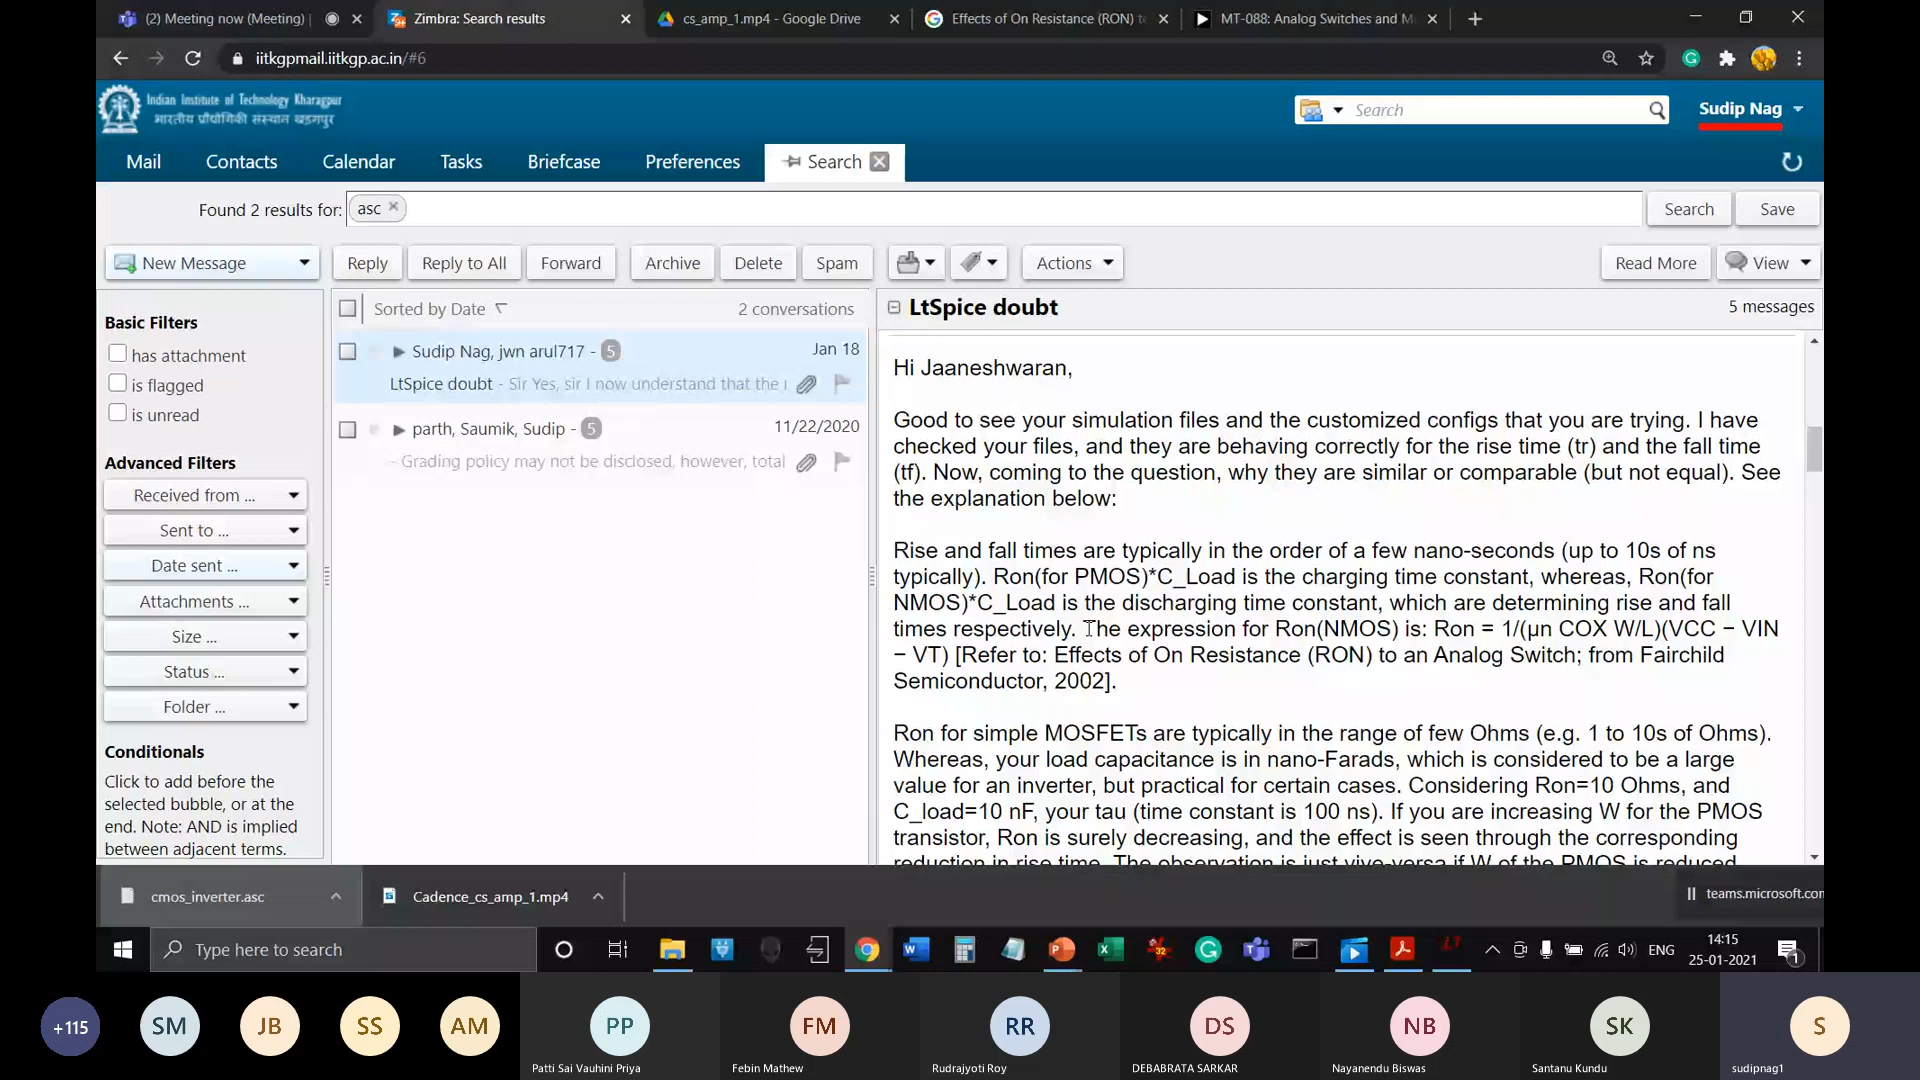 (2) Meeting now (Meeting) |
Zimbra: Search results
cs_amp_1.mp4 - Google Drive
Effects of On Resistance (RON) t
MT-088: Analog Switches and M
iitkgpmail.iitkgp.ac.in/#6
Indian Institute of Technology Kharagpur
भारतीय प्रौद्योगिकी संस्थान खड़गपुर
Search
Sudip Nag
Mail
Contacts
Calendar
Tasks
Briefcase
Preferences
Search
Found 2 results for:
asc
Search
Save
New Message
Reply
Reply to All
Forward
Archive
Delete
Spam
Actions
Read More
View
Basic Filters
has attachment
is flagged
is unread
Advanced Filters
Received from ...
Sent to ...
Date sent ...
Attachments ...
Size ...
Status ...
Folder ...
Conditionals
Click to add before the
selected bubble, or at the
end. Note: AND is implied
between adjacent terms.
Sorted by Date
2 conversations
Sudip Nag, jwn arul717 - 5
Jan 18
LtSpice doubt - Sir Yes, sir I now understand that the
parth, Saumik, Sudip - 5
11/22/2020
- Grading policy may not be disclosed, however, total
LtSpice doubt
5 messages
Hi Jaaneshwaran,
Good to see your simulation files and the customized configs that you are trying. I have
checked your files, and they are behaving correctly for the rise time (tr) and the fall time
(tf). Now, coming to the question, why they are similar or comparable (but not equal). See
the explanation below:
Rise and fall times are typically in the order of a few nano-seconds (up to 10s of ns
typically). Ron(for PMOS)*C_Load is the charging time constant, whereas, Ron(for
NMOS)*C_Load is the discharging time constant, which are determining rise and fall
times respectively. The expression for Ron(NMOS) is: Ron = 1/(μn COX W/L)(VCC − VIN
− VT) [Refer to: Effects of On Resistance (RON) to an Analog Switch; from Fairchild
Semiconductor, 2002].
Ron for simple MOSFETs are typically in the range of few Ohms (e.g. 1 to 10s of Ohms).
Whereas, your load capacitance is in nano-Farads, which is considered to be a large
value for an inverter, but practical for certain cases. Considering Ron=10 Ohms, and
C_load=10 nF, your tau (time constant is 100 ns). If you are increasing W for the PMOS
transistor, Ron is surely decreasing, and the effect is seen through the corresponding
reduction in rise time. The observation is just vive-versa if W of the PMOS is reduced
cmos_inverter.asc
Cadence_cs_amp_1.mp4
teams.microsoft.com
Type here to search
ENG
14:15
25-01-2021
1
+115
SM
JB
SS
AM
PP
FM
RR
DS
NB
SK
S
Patti Sai Vauhini Priya
Febin Mathew
Rudrajyoti Roy
DEBABRATA SARKAR
Nayanendu Biswas
Santanu Kundu
sudipnag1